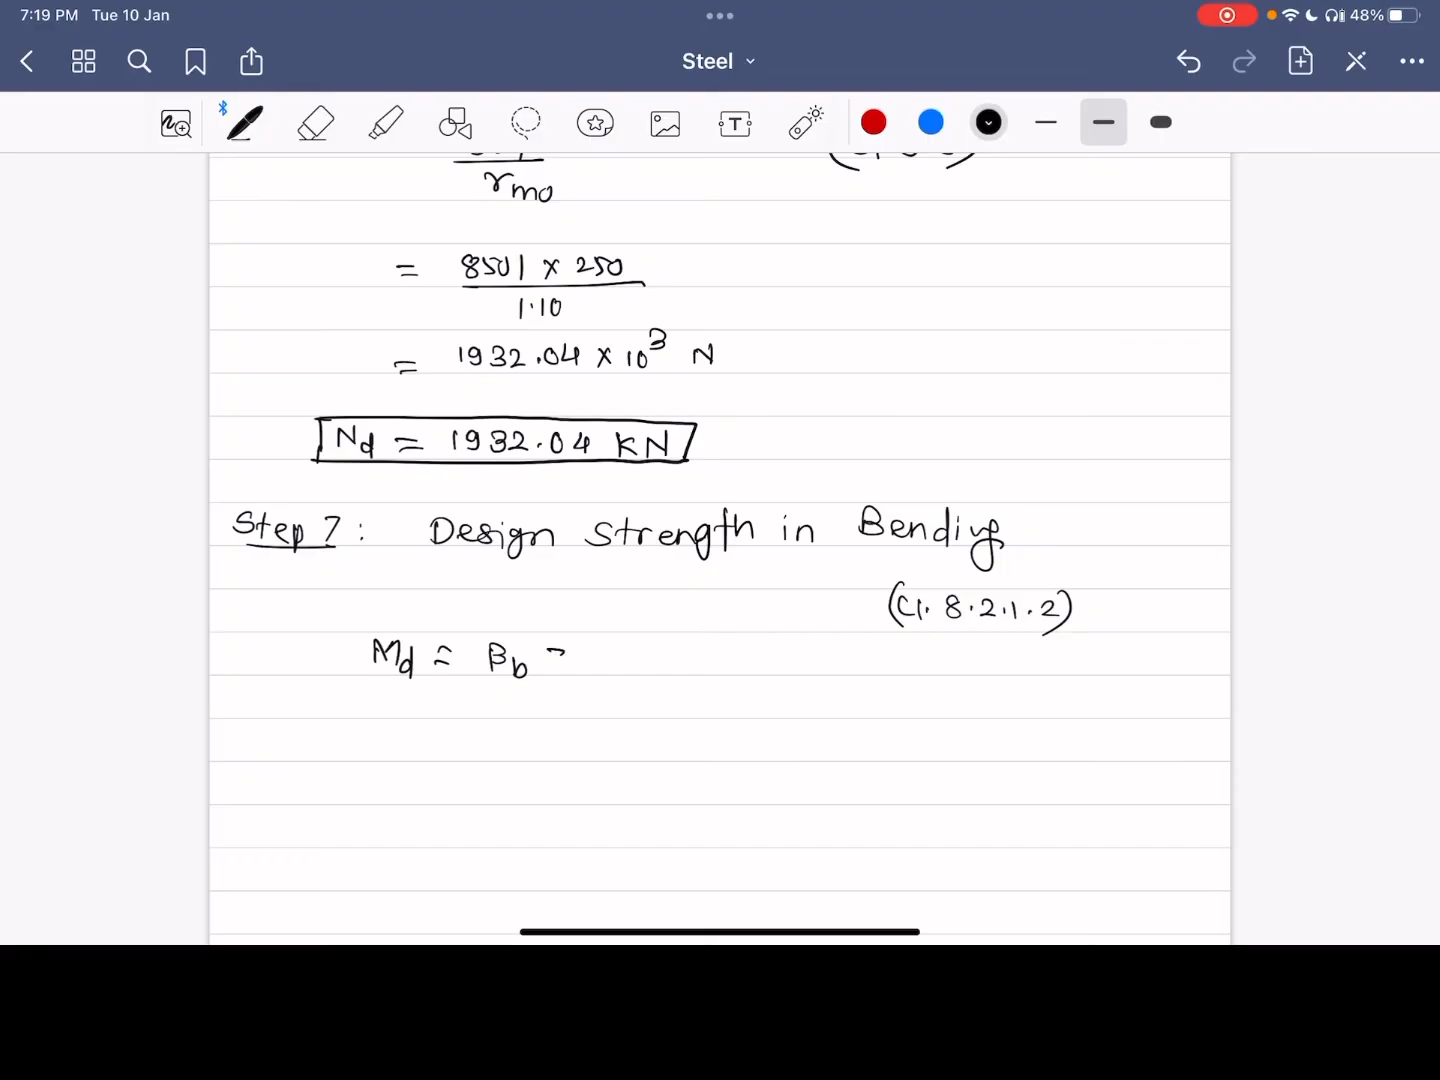 7:19 PM Tue 10 Jan
48%
Steel
T
γmo
= 8501 × 250
1.10
= 1932.04 × 10³ N
Nd = 1932.04 KN
Step 7 : Design Strength in Bending
(Cl. 8.2.1.2)
Md = βb